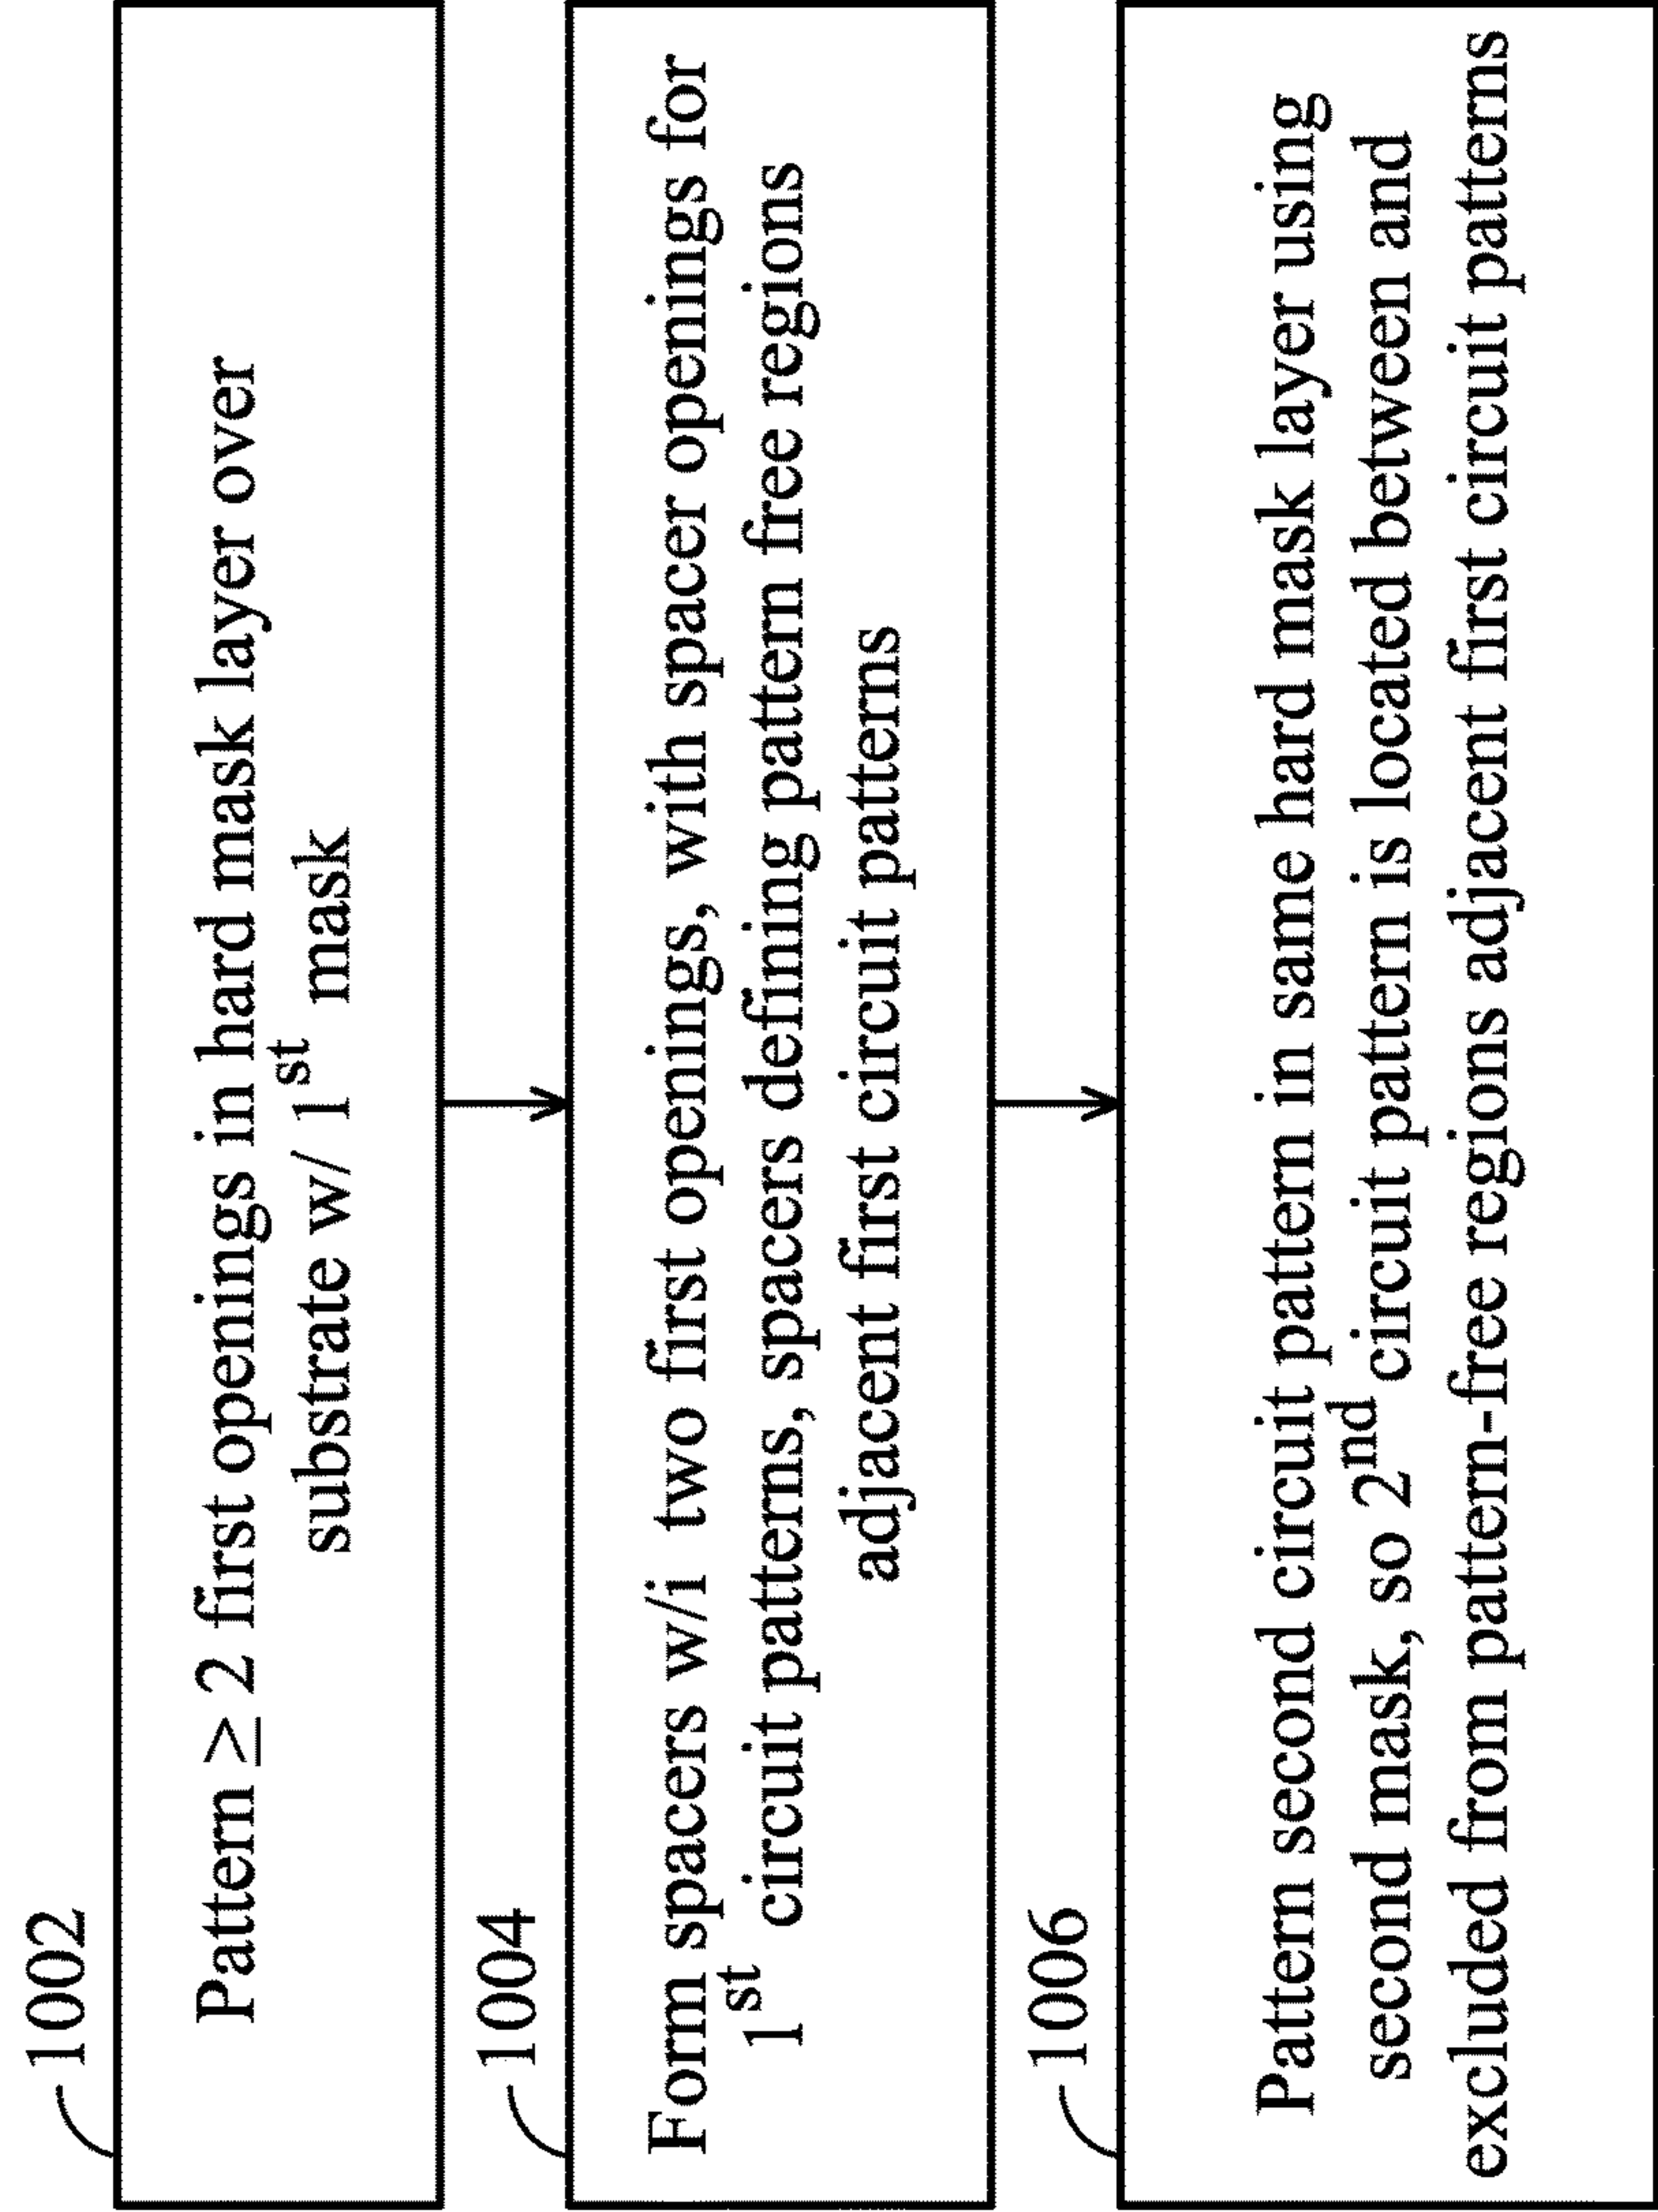 1002
Pattern ≥ 2 first openings in hard mask layer over
substrate w/ 1st mask
1004
Form spacers w/i two first openings, with spacer openings for
1st circuit patterns, spacers defining pattern free regions
adjacent first circuit patterns
1006
Pattern second circuit pattern in same hard mask layer using
second mask, so 2nd circuit pattern is located between and
excluded from pattern-free regions adjacent first circuit patterns